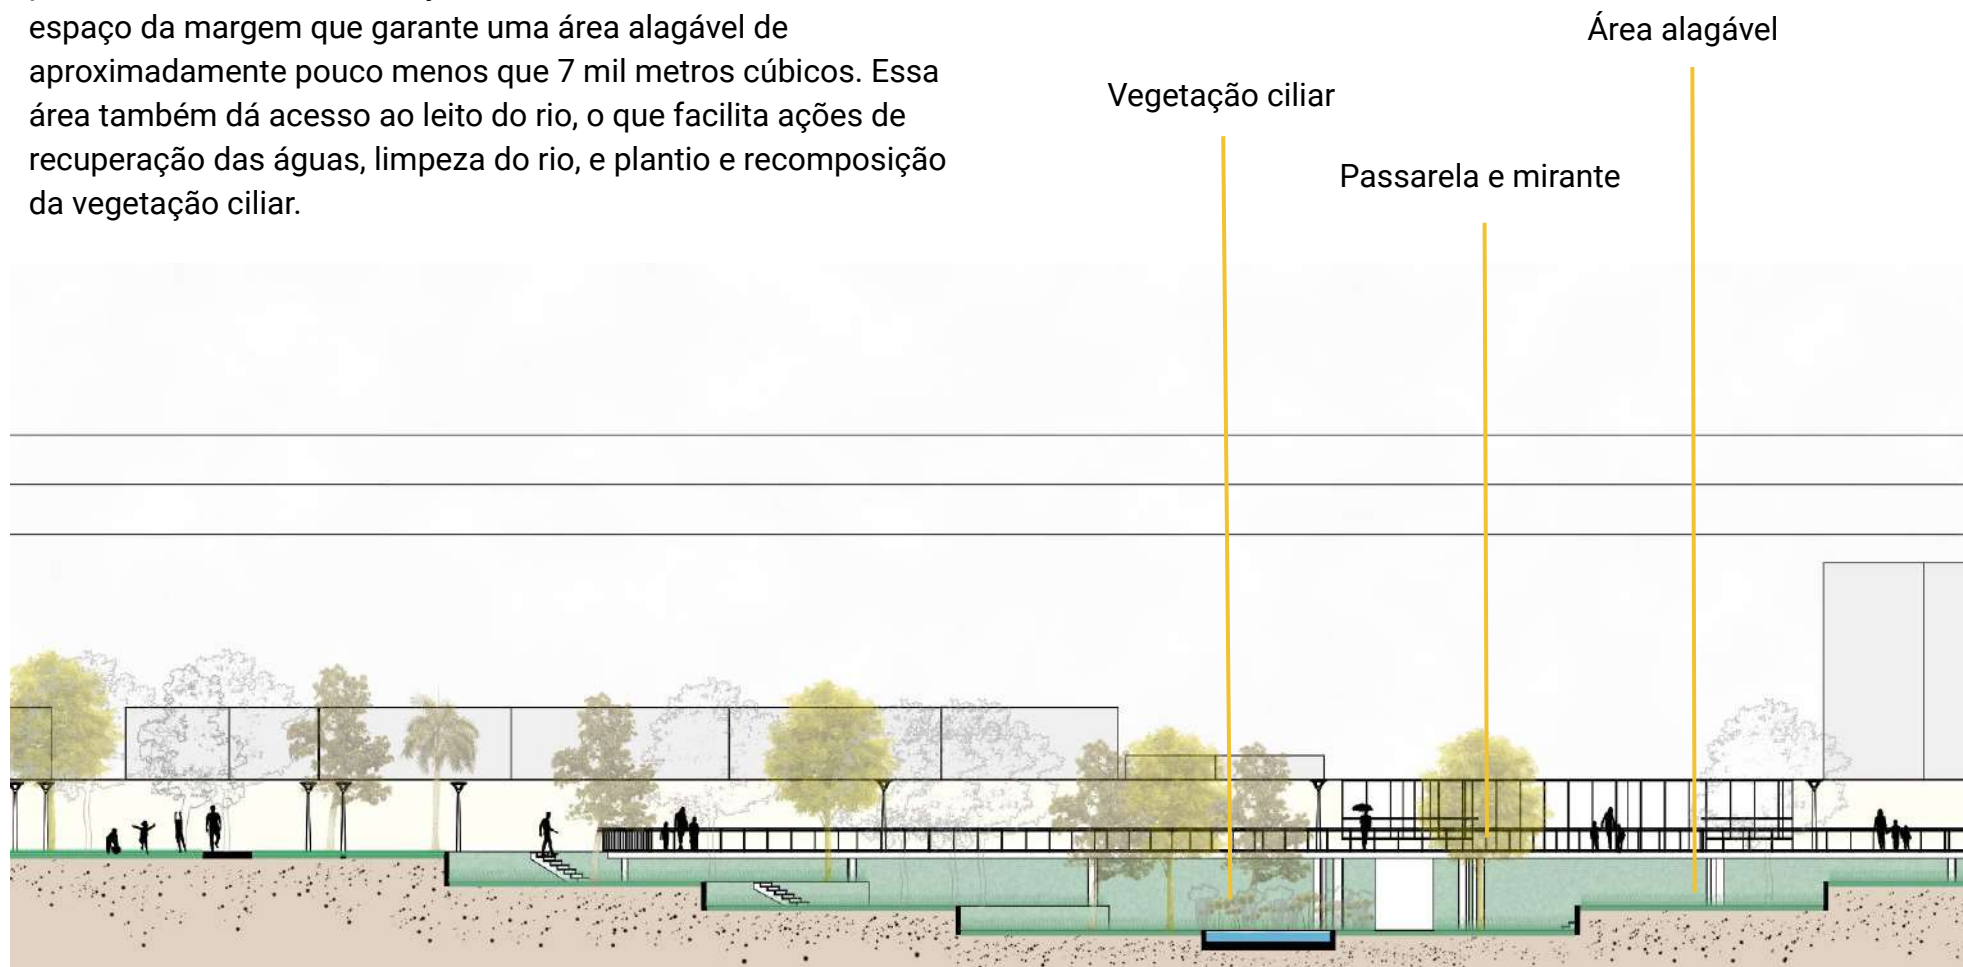 espaço da margem que garante uma área alagável de
aproximadamente pouco menos que 7 mil metros cúbicos. Essa
área também dá acesso ao leito do rio, o que facilita ações de
recuperação das águas, limpeza do rio, e plantio e recomposição
da vegetação ciliar.
Área alagável
Vegetação ciliar
Passarela e mirante